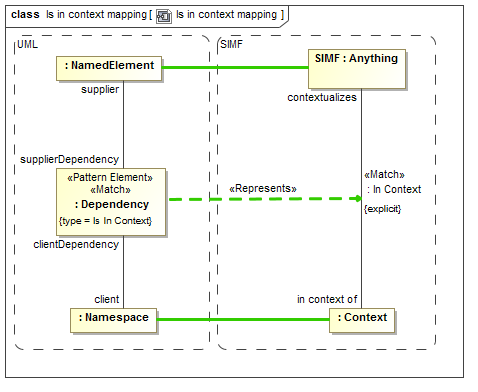 class Is in context mapping [ Is in context mapping ]
UML
SIMF
: NamedElement
SIMF : Anything
supplier
contextualizes
supplierDependency
«Pattern Element»
«Match»
: Dependency
{type = Is In Context}
«Represents»
«Match»
: In Context
{explicit}
clientDependency
client
in context of
: Namespace
: Context